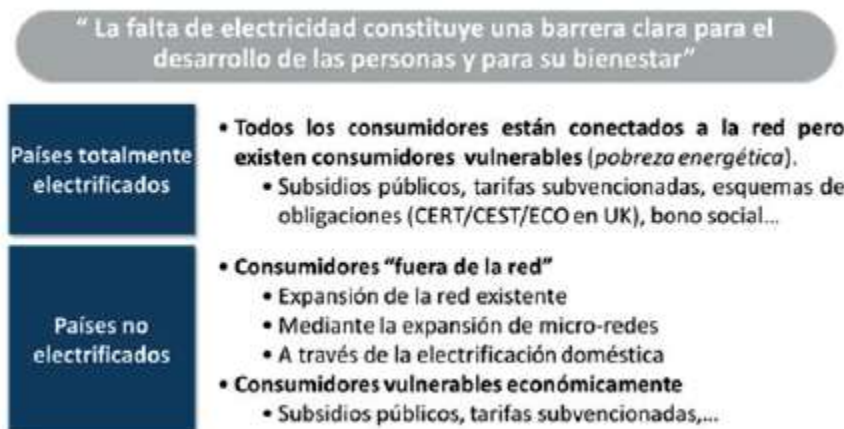 “ La falta de electricidad constituye una barrera clara para el
desarrollo de las personas y para su bienestar”
Países totalmente
electrificados
• Todos los consumidores están conectados a la red pero
existen consumidores vulnerables (pobreza energética).
• Subsidios públicos, tarifas subvencionadas, esquemas de
obligaciones (CERT/CEST/ECO en UK), bono social...
Países no
electrificados
• Consumidores “fuera de la red”
• Expansión de la red existente
• Mediante la expansión de micro-redes
• A través de la electrificación doméstica
• Consumidores vulnerables económicamente
• Subsidios públicos, tarifas subvencionadas,...